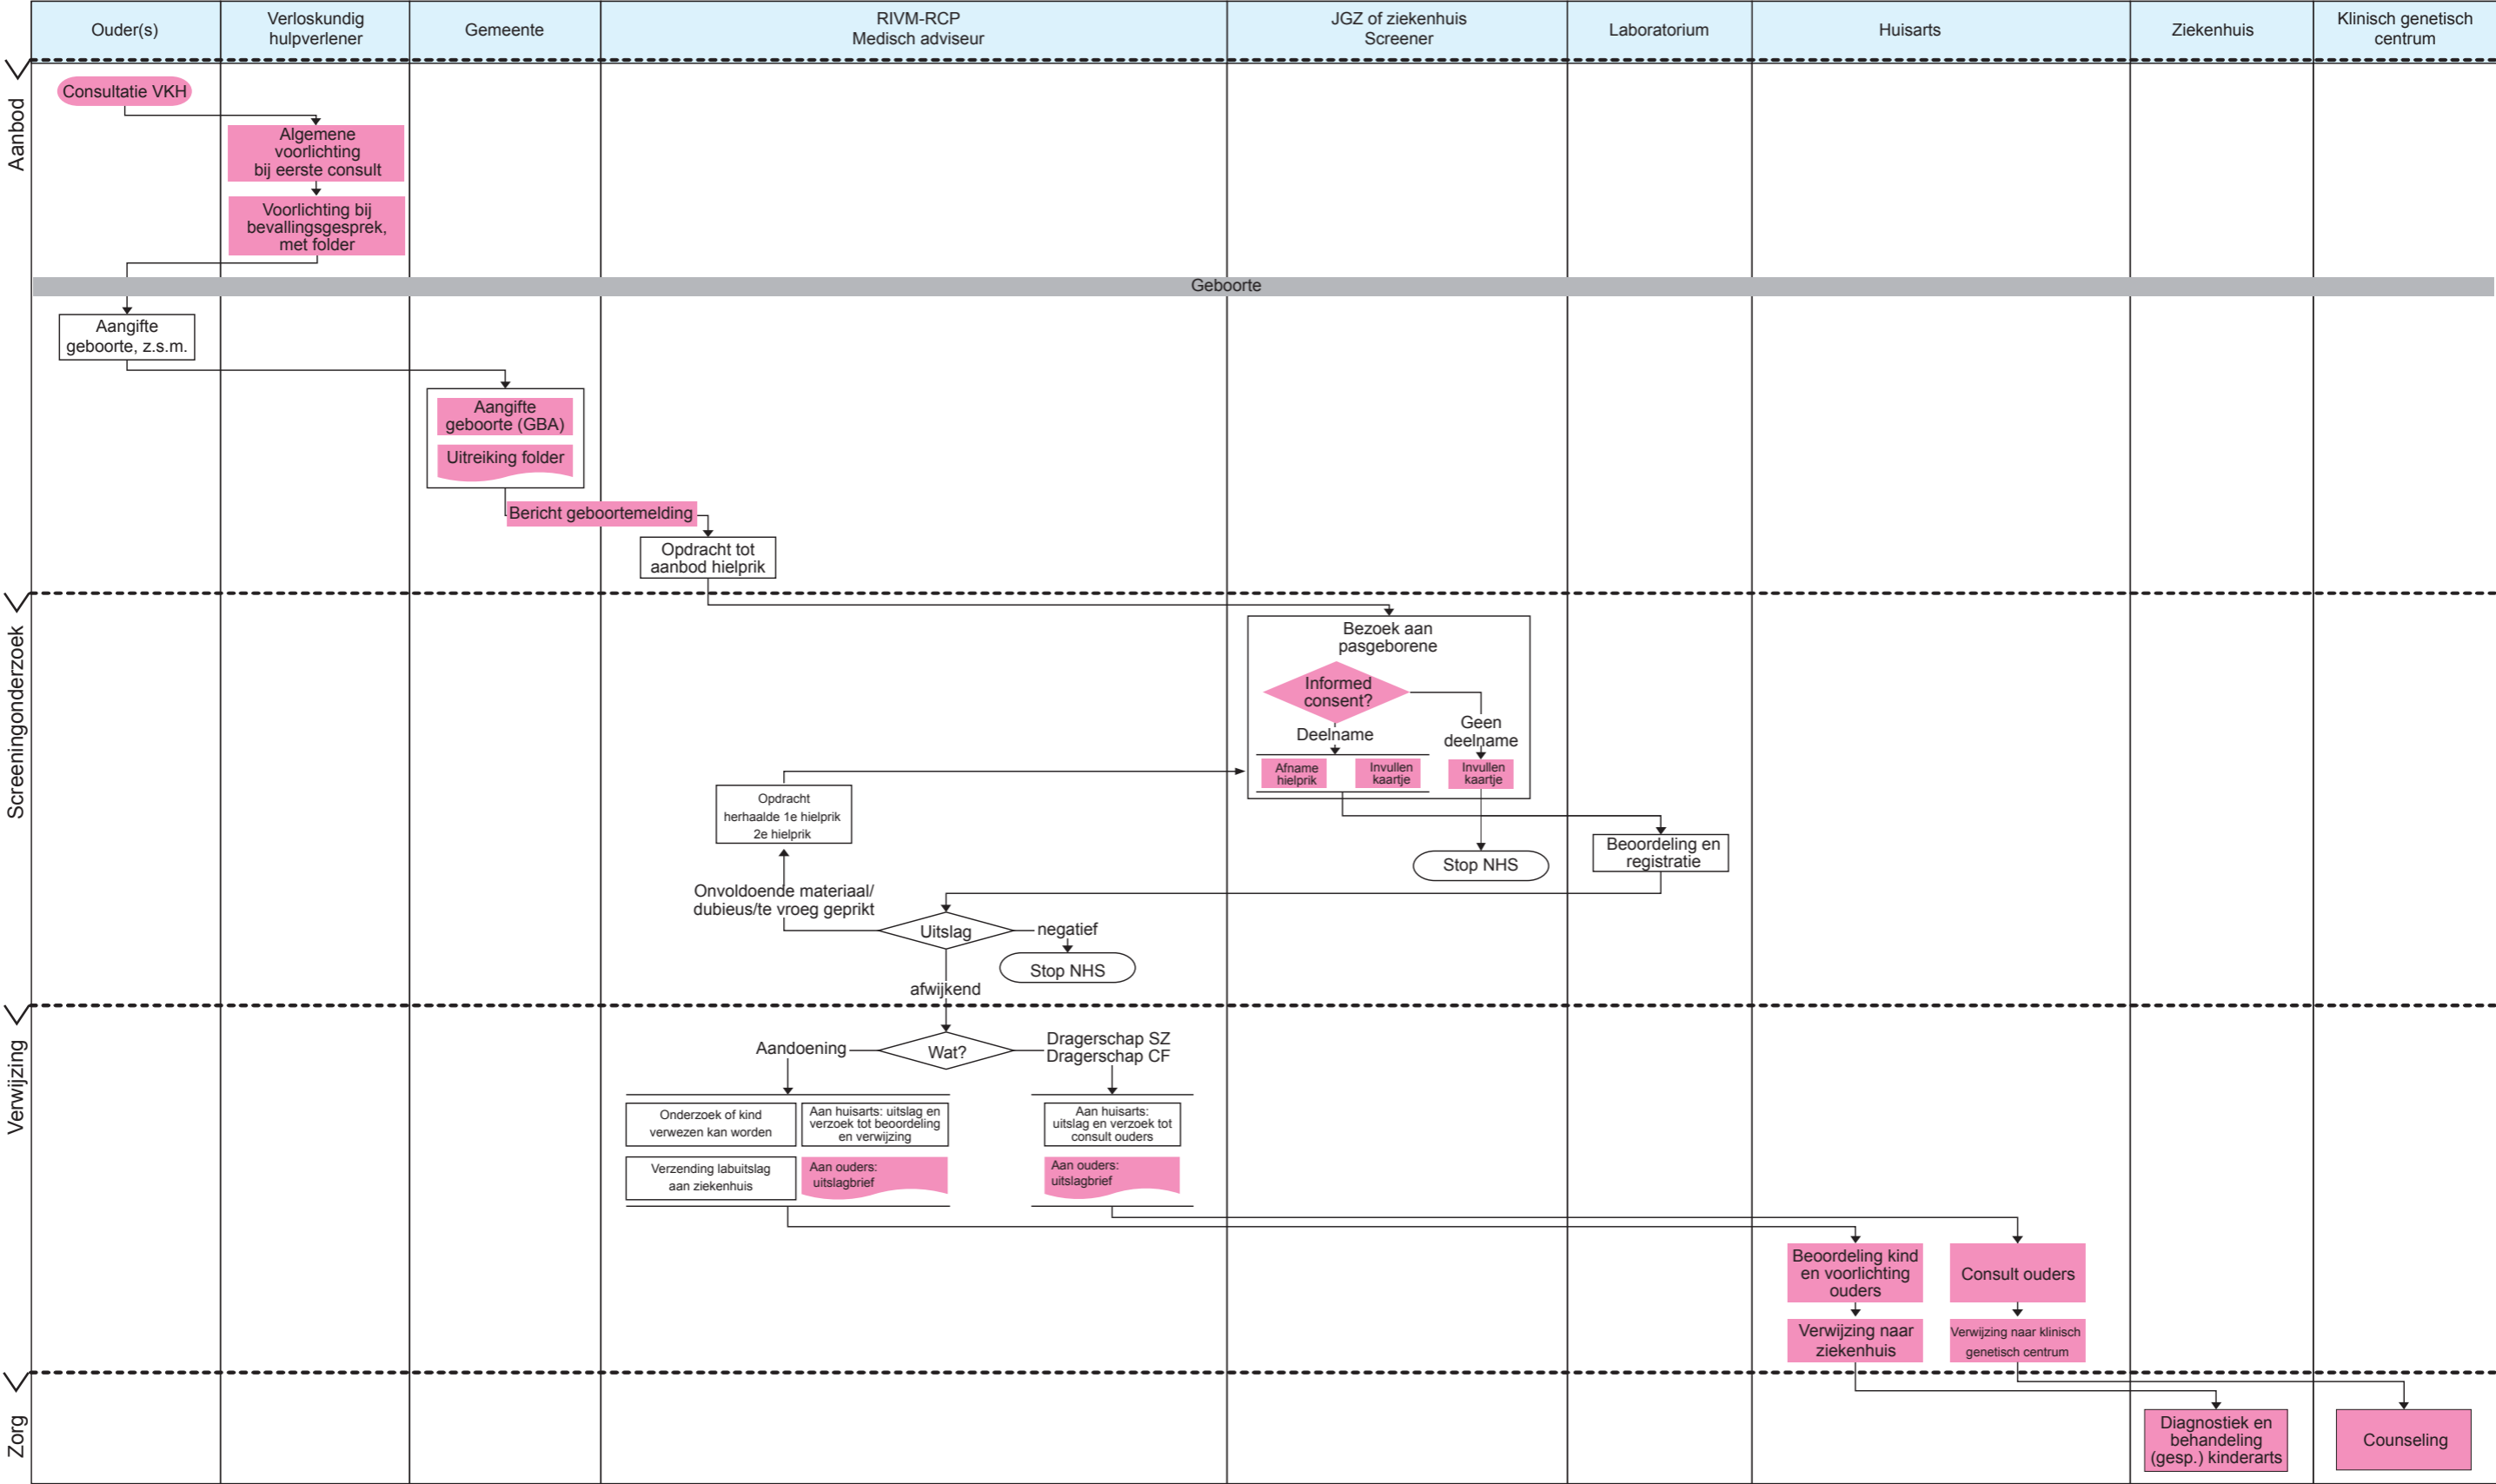 Ouder(s)
Verloskundig
hulpverlener
Gemeente
RIVM-RCP
Medisch adviseur
JGZ of ziekenhuis
Screener
Laboratorium
Huisarts
Ziekenhuis
Klinisch genetisch
centrum
Aanbod
Consultatie VKH
Algemene
voorlichting
bij eerste consult
Voorlichting bij
bevallingsgesprek,
met folder
Geboorte
Aangifte
geboorte, z.s.m.
Aangifte
geboorte (GBA)
Uitreiking folder
Bericht geboortemelding
Opdracht tot
aanbod hielprik
Screeningonderzoek
Bezoek aan
pasgeborene
Informed
consent?
Deelname
Geen
deelname
Afname
hielprik
Invullen
kaartje
Invullen
kaartje
Opdracht
herhaalde 1e hielprik
2e hielprik
Stop NHS
Beoordeling en
registratie
Onvoldoende materiaal/
dubieus/te vroeg geprikt
Uitslag
negatief
Stop NHS
afwijkend
Verwijzing
Aandoening
Wat?
Dragerschap SZ
Dragerschap CF
Onderzoek of kind
verwezen kan worden
Aan huisarts: uitslag en
verzoek tot beoordeling
en verwijzing
Aan huisarts:
uitslag en verzoek tot
consult ouders
Verzending labuitslag
aan ziekenhuis
Aan ouders:
uitslagbrief
Aan ouders:
uitslagbrief
Beoordeling kind
en voorlichting
ouders
Consult ouders
Verwijzing naar
ziekenhuis
Verwijzing naar klinisch
genetisch centrum
Zorg
Diagnostiek en
behandeling
(gesp.) kinderarts
Counseling